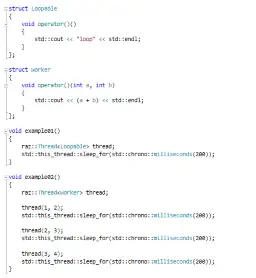 struct Loopable
{
    void operator()()
    {
        std::cout << "loop" << std::endl;
    }
};
struct Worker
{
    void operator()(int a, int b)
    {
        std::cout << (a + b) << std::endl;
    }
};
void example01()
{
    raz::Thread<Loopable> thread;
    std::this_thread::sleep_for(std::chrono::milliseconds(200));
}
void example02()
{
    raz::Thread<Worker> thread;
    thread(1, 2);
    std::this_thread::sleep_for(std::chrono::milliseconds(200));
    thread(2, 3);
    std::this_thread::sleep_for(std::chrono::milliseconds(200));
    thread(3, 4);
    std::this_thread::sleep_for(std::chrono::milliseconds(200));
}